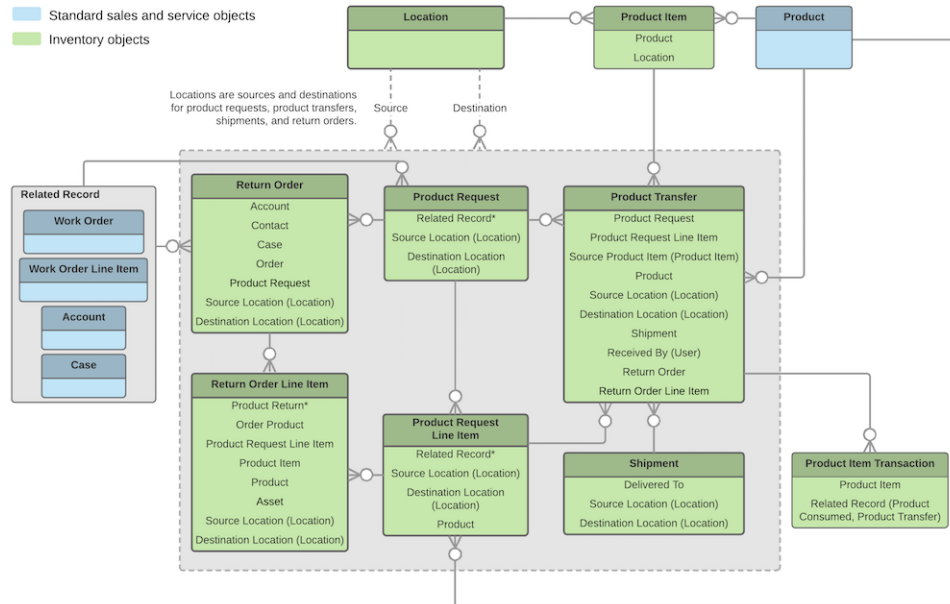 Standard sales and service objects
Inventory objects
Location
Product Item
Product
Location
Product
Locations are sources and destinations
for product requests, product transfers,
shipments, and return orders.
Source
Destination
Related Record
Work Order
Work Order Line Item
Account
Case
Return Order
Account
Contact
Case
Order
Product Request
Source Location (Location)
Destination Location (Location)
Product Request
Related Record*
Source Location (Location)
Destination Location
(Location)
Product Transfer
Product Request
Product Request Line Item
Source Product Item (Product Item)
Product
Source Location (Location)
Destination Location (Location)
Shipment
Received By (User)
Return Order
Return Order Line Item
Return Order Line Item
Product Return*
Order Product
Product Request Line Item
Product Item
Product
Asset
Source Location (Location)
Destination Location (Location)
Product Request
Line Item
Related Record*
Source Location (Location)
Destination Location
(Location)
Product
Shipment
Delivered To
Source Location (Location)
Destination Location (Location)
Product Item Transaction
Product Item
Related Record (Product
Consumed, Product Transfer)